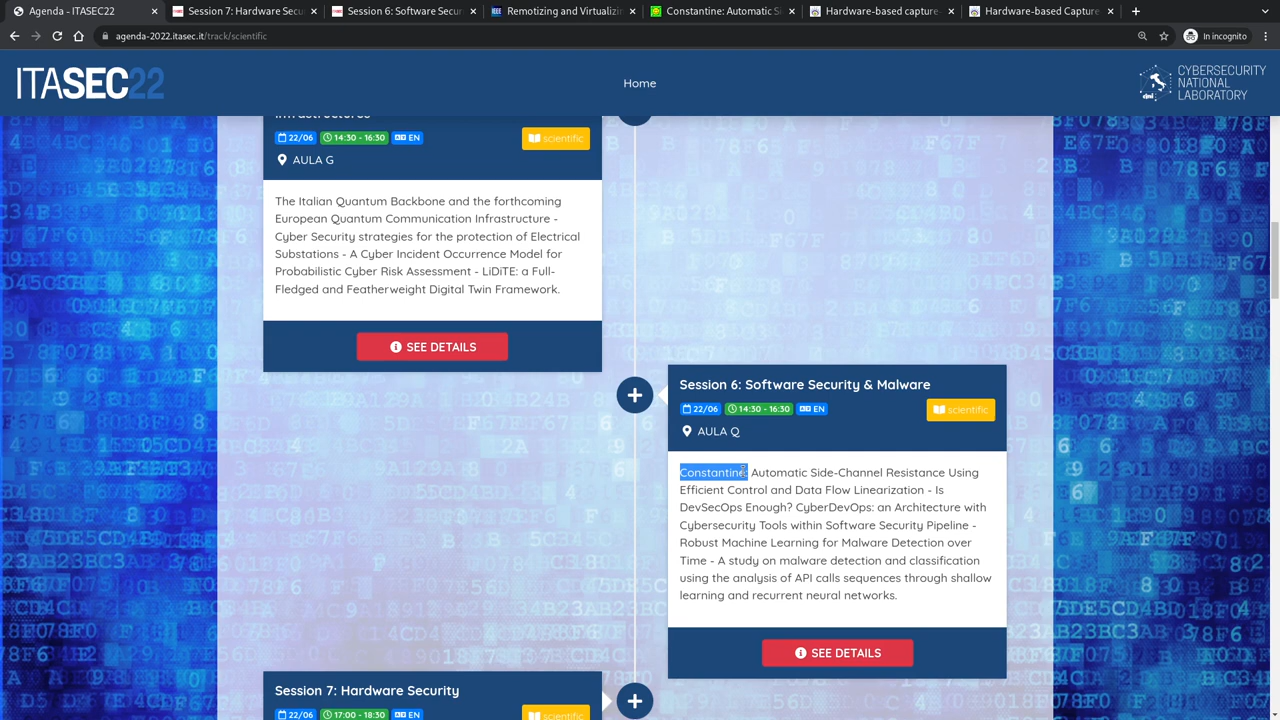 Agenda - ITASEC22
Session 7: Hardware Secu
Session 6: Software Secur
Remotizing and Virtualizin
Constantine: Automatic S
Hardware-based capture
Hardware-Based Capture
agenda-2022.itasec.it/track/scientific
In incognito
ITASEC22
Home
CYBERSECURITY
NATIONAL
LABORATORY
Infrastructures
22/06
14:30 - 16:30
EN
scientific
AULA G
The Italian Quantum Backbone and the forthcoming
European Quantum Communication Infrastructure -
Cyber Security strategies for the protection of Electrical
Substations - A Cyber Incident Occurrence Model for
Probabilistic Cyber Risk Assessment - LiDiTE: a Full-
Fledged and Featherweight Digital Twin Framework.
SEE DETAILS
Session 6: Software Security & Malware
22/06
14:30 - 16:30
EN
scientific
AULA Q
Constantine: Automatic Side-Channel Resistance Using
Efficient Control and Data Flow Linearization - Is
DevSecOps Enough? CyberDevOps: an Architecture with
Cybersecurity Tools within Software Security Pipeline -
Robust Machine Learning for Malware Detection over
Time - A study on malware detection and classification
using the analysis of API calls sequences through shallow
learning and recurrent neural networks.
SEE DETAILS
Session 7: Hardware Security
22/06
17:00 - 18:30
EN
scientific